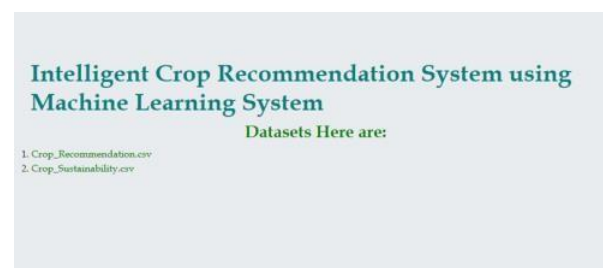 Intelligent Crop Recommendation System using
Machine Learning System
Datasets Here are:
1. Crop_Recommendation.csv
2. Crop_Sustainability.csv